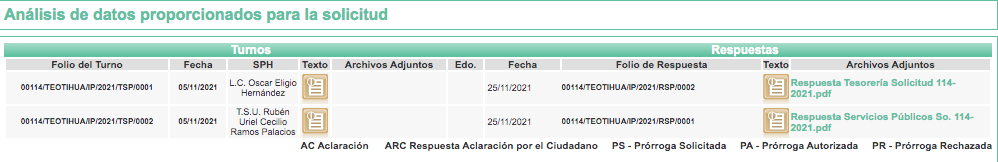 Análisis de datos proporcionados para la solicitud
Turnos Respuestas
Folio del Turno Fecha SPH Texto Archivos Adjuntos Edo. Fecha Folio de Respuesta Texto Archivos Adjuntos
00114/TEOTIHUA/IP/2021/TSP/0001 05/11/2021 L.C. Oscar Eligio Hernández 25/11/2021 00114/TEOTIHUA/IP/2021/RSP/0002 Respuesta Tesorería Solicitud 114-2021.pdf
00114/TEOTIHUA/IP/2021/TSP/0002 05/11/2021 T.S.U. Rubén Uriel Cecilio Ramos Palacios 25/11/2021 00114/TEOTIHUA/IP/2021/RSP/0001 Respuesta Servicios Públicos So. 114-2021.pdf
AC Aclaración ARC Respuesta Aclaración por el Ciudadano PS - Prórroga Solicitada PA - Prórroga Autorizada PR - Prórroga Rechazada